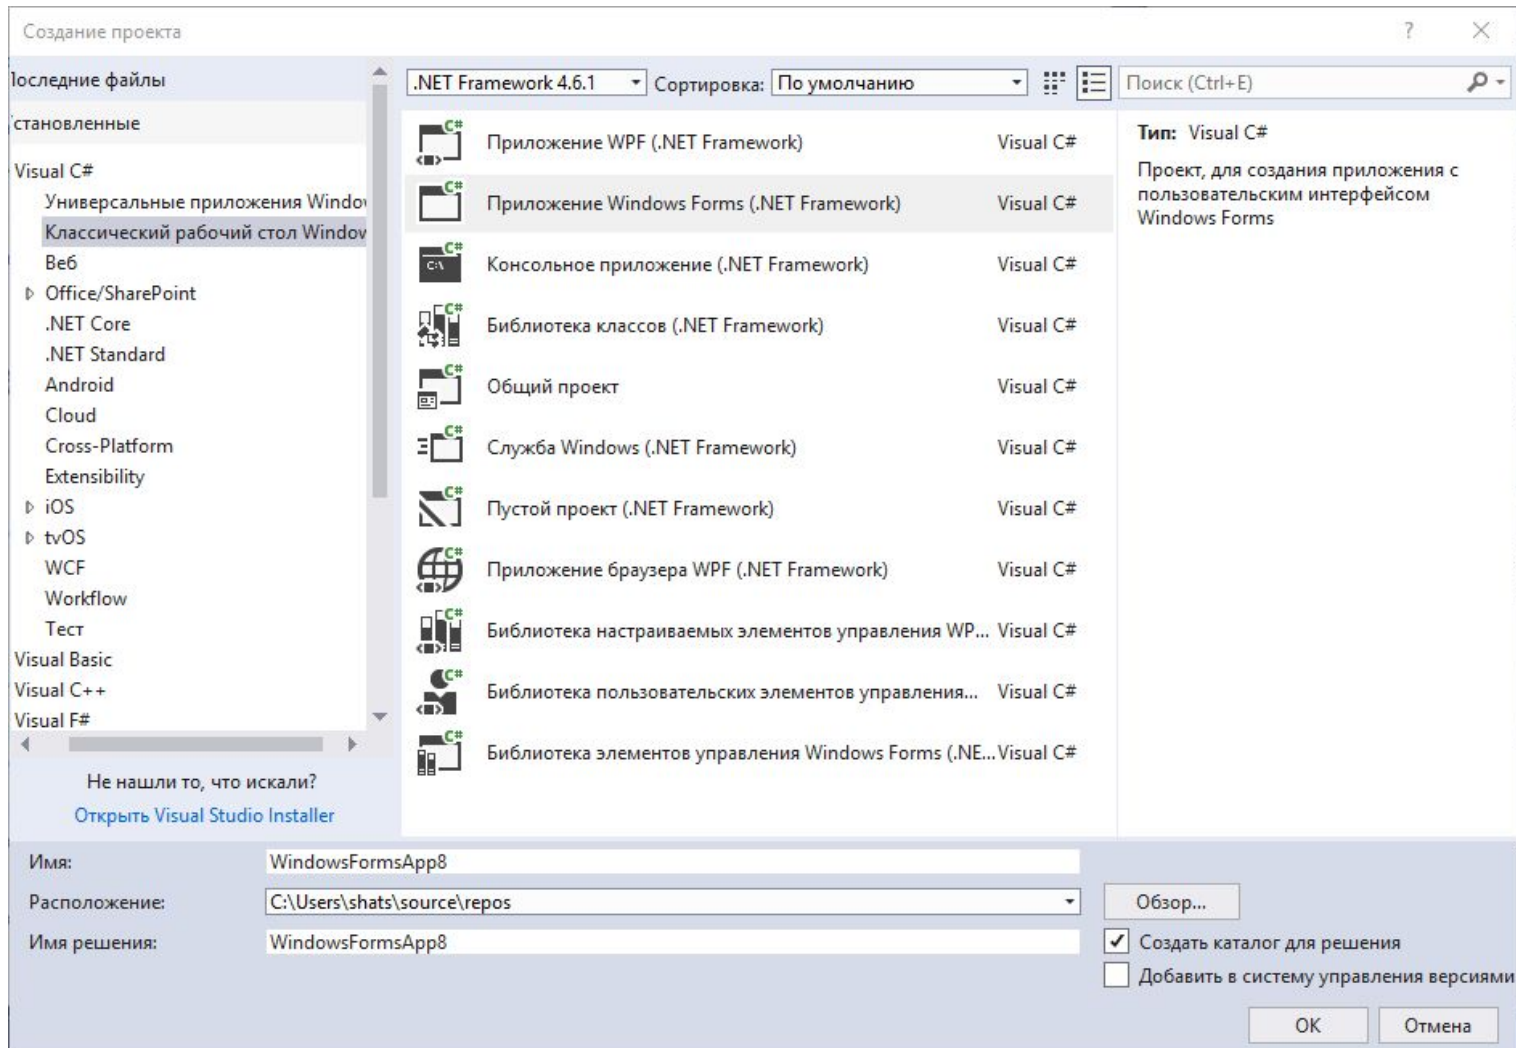 Создание проекта
?
Последние файлы
Установленные
Visual C#
Универсальные приложения Window
Классический рабочий стол Window
Веб
Office/SharePoint
.NET Core
.NET Standard
Android
Cloud
Cross-Platform
Extensibility
iOS
tvOS
WCF
Workflow
Тест
Visual Basic
Visual C++
Visual F#
Не нашли то, что искали?
Открыть Visual Studio Installer
.NET Framework 4.6.1 Сортировка: По умолчанию
Приложение WPF (.NET Framework) Visual C#
Приложение Windows Forms (.NET Framework) Visual C#
Консольное приложение (.NET Framework) Visual C#
Библиотека классов (.NET Framework) Visual C#
Общий проект Visual C#
Служба Windows (.NET Framework) Visual C#
Пустой проект (.NET Framework) Visual C#
Приложение браузера WPF (.NET Framework) Visual C#
Библиотека настраиваемых элементов управления WP... Visual C#
Библиотека пользовательских элементов управления... Visual C#
Библиотека элементов управления Windows Forms (.NE... Visual C#
Поиск (Ctrl+E)
Тип: Visual C#
Проект, для создания приложения с
пользовательским интерфейсом
Windows Forms
Имя: WindowsFormsApp8
Расположение: C:\Users\shats\source\repos Обзор...
Имя решения: WindowsFormsApp8
Создать каталог для решения
Добавить в систему управления версиями
ОК Отмена